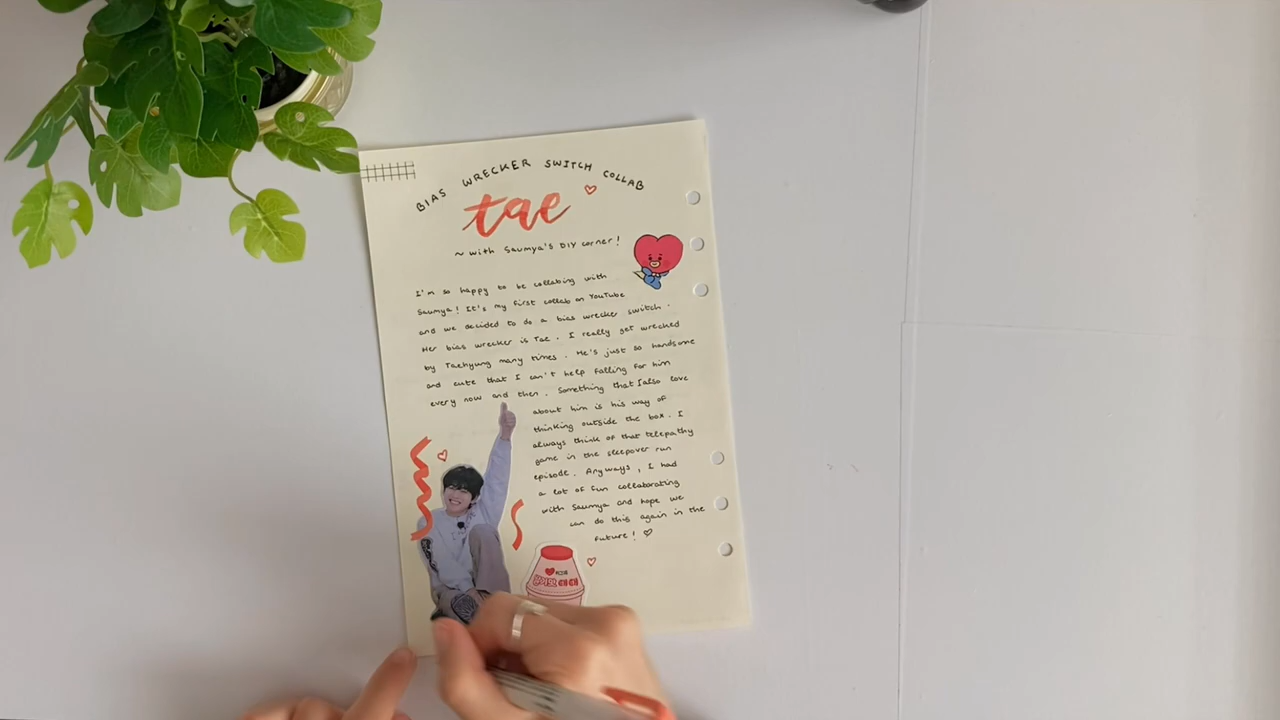 BIAS WRECKER SWITCH COLLAB
tae
~ with Saumya's DIY corner!
I'm so happy to be collabing with
Saumya! It's my first collab on YouTube
and we decided to do a bias wrecker switch.
Her bias wrecker is Tae. I really get wrecked
by Taehyung many times. He's just so handsome
and cute that I can't help falling for him
every now and then. Something that I also love
about him is his way of
thinking outside the box. I
always think of that telepathy
game in the sleepover run
episode. Anyways, I had
a lot of fun collaborating
with Saumya and hope we
can do this again in the
future! ♡